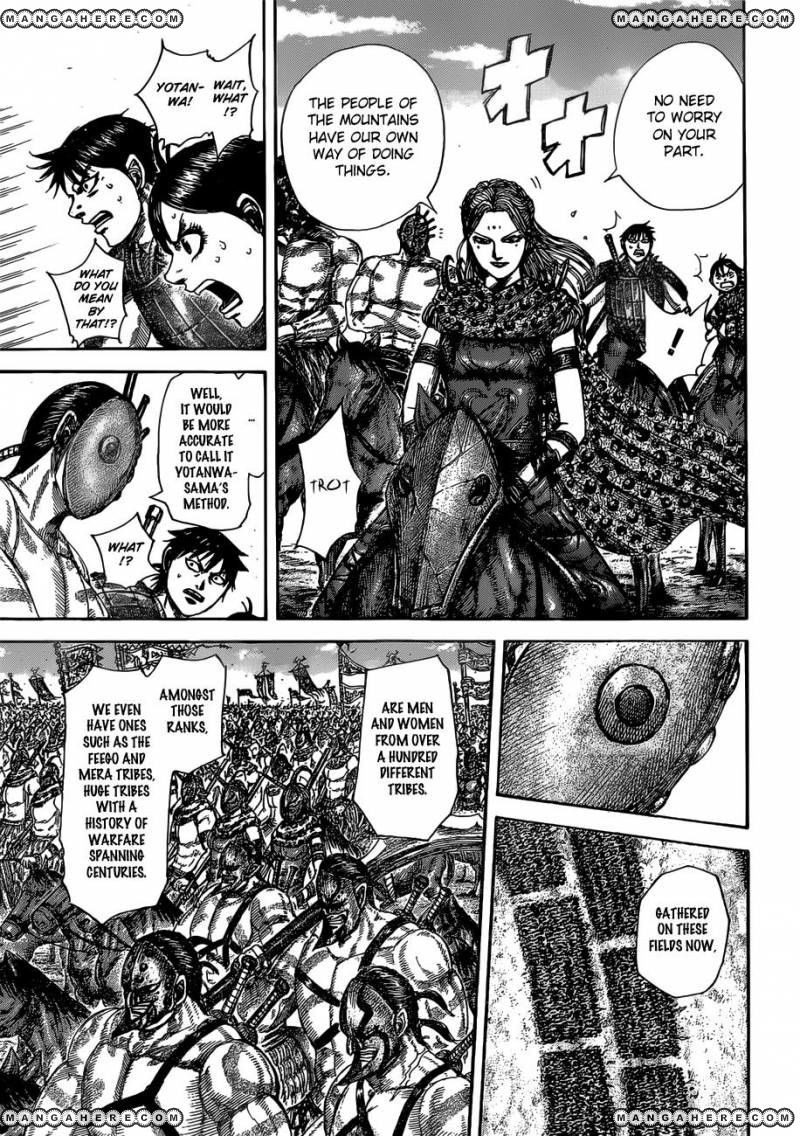 MANGAHERE.COM
MANGAHERE.COM
NO NEED
TO WORRY
ON YOUR
PART.
オオ
THE PEOPLE OF
THE MOUNTAINS
HAVE OUR OWN
WAY OF DOING
THINGS.
!
TROT
WAIT,
WHAT
!?
YOTAN-
WA!
WHAT
DO YOU
MEAN BY
THAT!?
WELL,
IT WOULD
BE MORE
ACCURATE
TO CALL IT
YOTANWA-
SAMA'S
METHOD.
...
WHAT
!?
GATHERED
ON THESE
FIELDS NOW,
ARE MEN
AND WOMEN
FROM OVER
A HUNDRED
DIFFERENT
TRIBES.
AMONGST
THOSE
RANKS,
WE EVEN
HAVE ONES
SUCH AS THE
FEEGO AND
MERA TRIBES,
HUGE TRIBES
WITH A
HISTORY OF
WARFARE
SPANNING
CENTURIES.
MANGAHERE.COM
MANGAHERE.COM